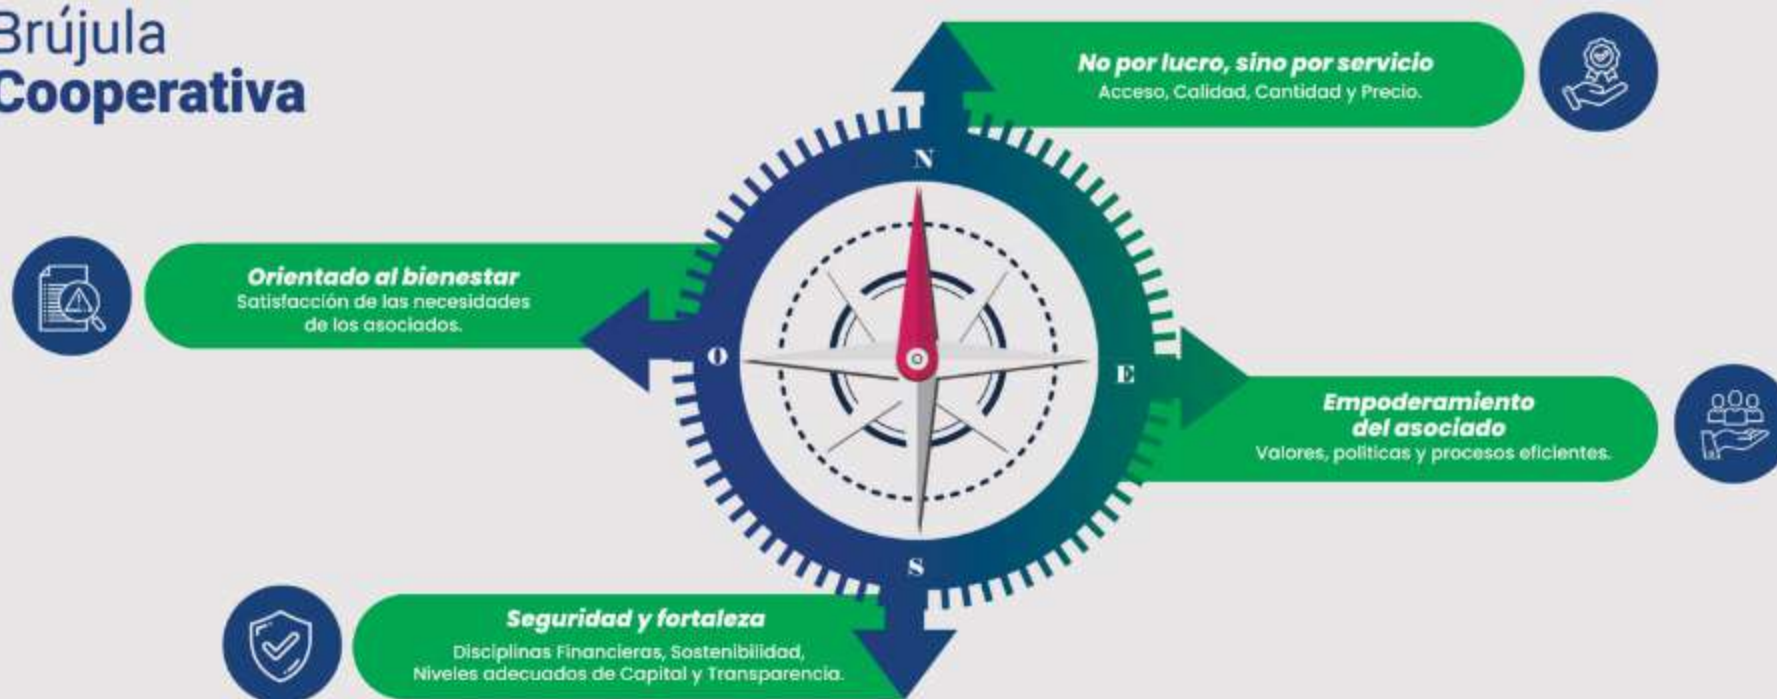 Brújula
Cooperativa
No por lucro, sino por servicio
Acceso, Calidad, Cantidad y Precio.
N
Orientado al bienestar
Satisfacción de las necesidades
de los asociados.
O
E
Empoderamiento
del asociado
Valores, políticas y procesos eficientes.
S
Seguridad y fortaleza
Disciplinas Financieras, Sostenibilidad,
Niveles adecuados de Capital y Transparencia.